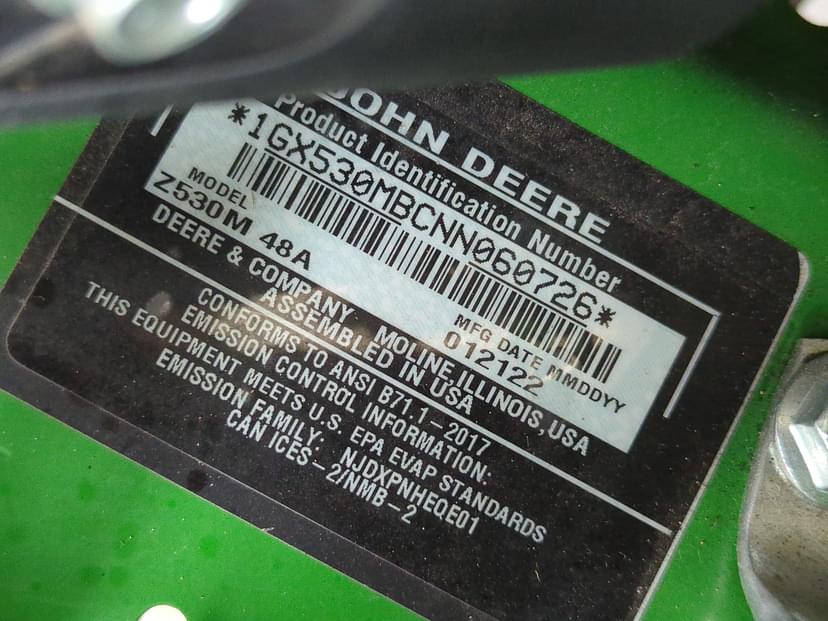 JOHN DEERE
Product Identification Number
*1GX530MBCNN060726*
MODEL
Z530M 48A
MFG DATE MMDDYY
012122
DEERE & COMPANY MOLINE, ILLINOIS, USA
ASSEMBLED IN USA
CONFORMS TO ANSI B71.1-2017
EMISSION CONTROL INFORMATION:
THIS EQUIPMENT MEETS U.S. EPA EVAP STANDARDS
EMISSION FAMILY: NJDXPNHEQE01
CAN ICES-2/NMB-2